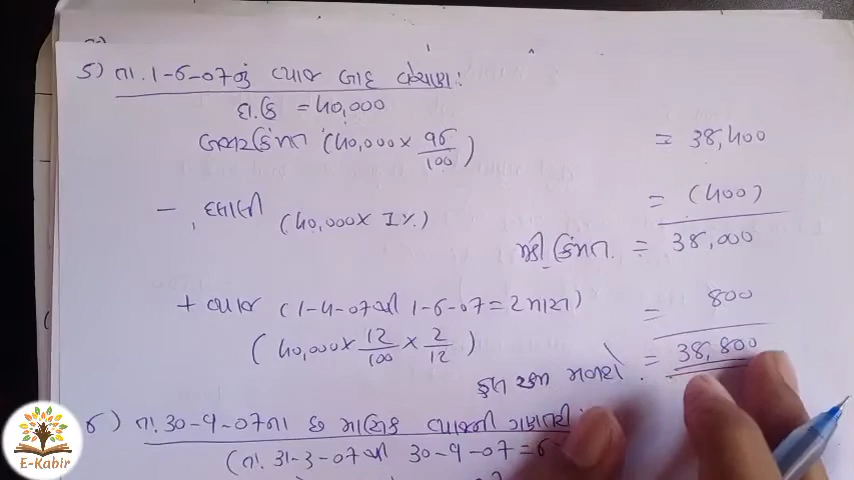 5) તા. 1-6-07નું વ્યાજ બાદ વેચાણ :
દા.કિં = 40,000
બજારકિંમત (40,000 × 96/100) = 38,400
- દલાલી (40,000 × 1%) = (400)
મૂળ કિંમત = 38,000
+ વ્યાજ (1-4-07થી 1-6-07 = 2 માસ) = 800
(40,000 × 12/100 × 2/12)
કુલ રકમ મળશે = 38,800
૬) તા. 30-9-07ના છ માસિક વ્યાજની ગણતરી :
(તા. 31-3-07થી 30-9-07 = 6
E-Kabir